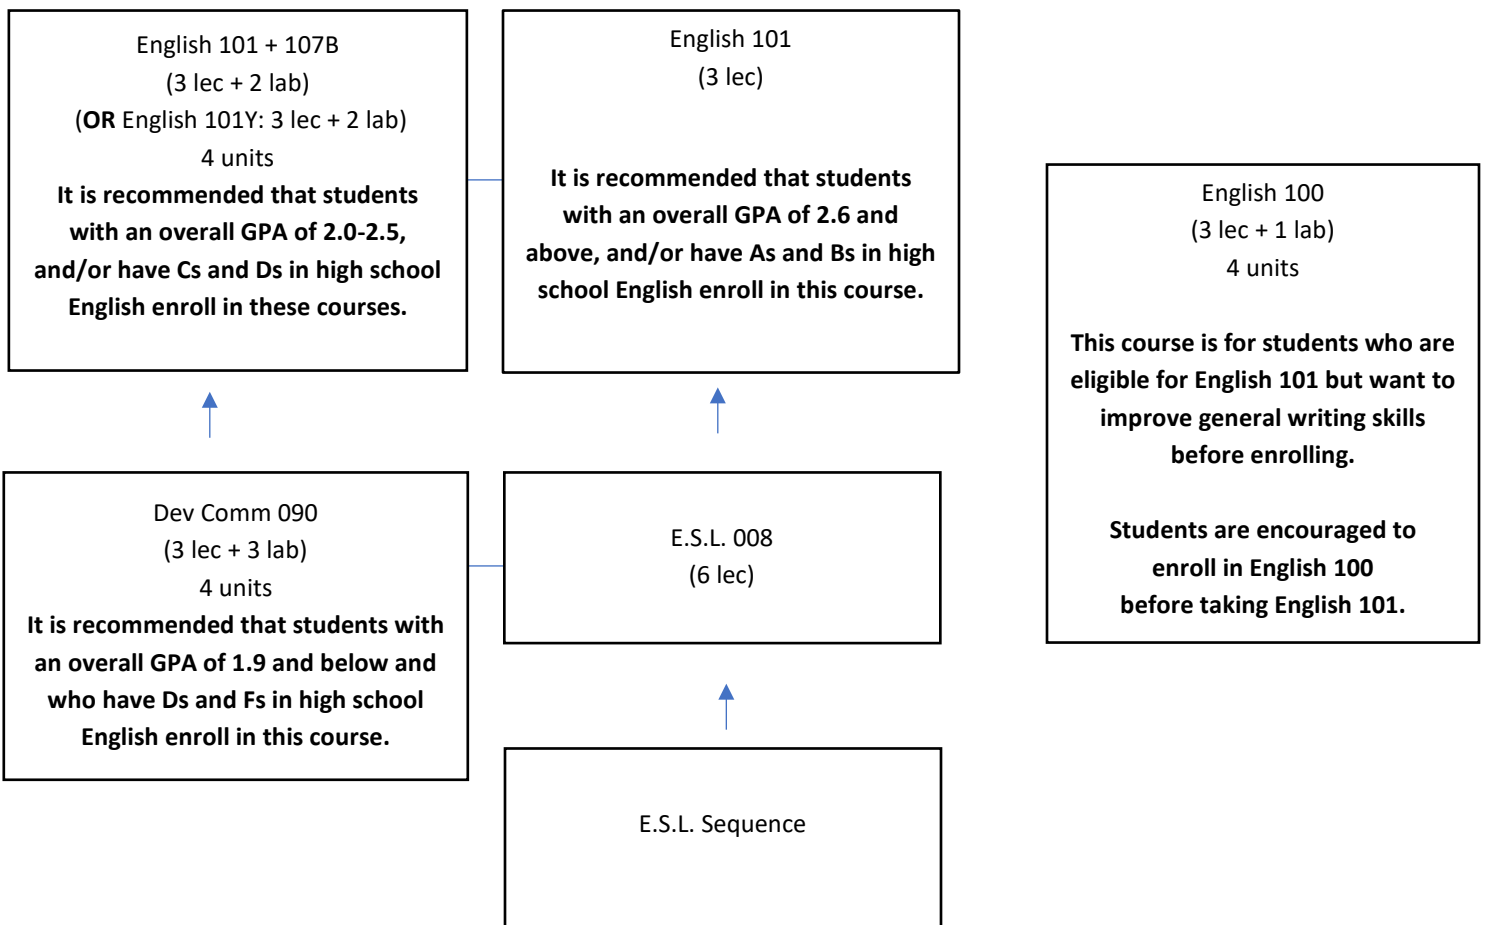 English 101 + 107B
(3 lec + 2 lab)
(OR English 101Y: 3 lec + 2 lab)
4 units
It is recommended that students
with an overall GPA of 2.0-2.5,
and/or have Cs and Ds in high school
English enroll in these courses.
English 101
(3 lec)
It is recommended that students
with an overall GPA of 2.6 and
above, and/or have As and Bs in high
school English enroll in this course.
English 100
(3 lec + 1 lab)
4 units
This course is for students who are
eligible for English 101 but want to
improve general writing skills
before enrolling.
Students are encouraged to
enroll in English 100
before taking English 101.
Dev Comm 090
(3 lec + 3 lab)
4 units
It is recommended that students with
an overall GPA of 1.9 and below and
who have Ds and Fs in high school
English enroll in this course.
E.S.L. 008
(6 lec)
E.S.L. Sequence